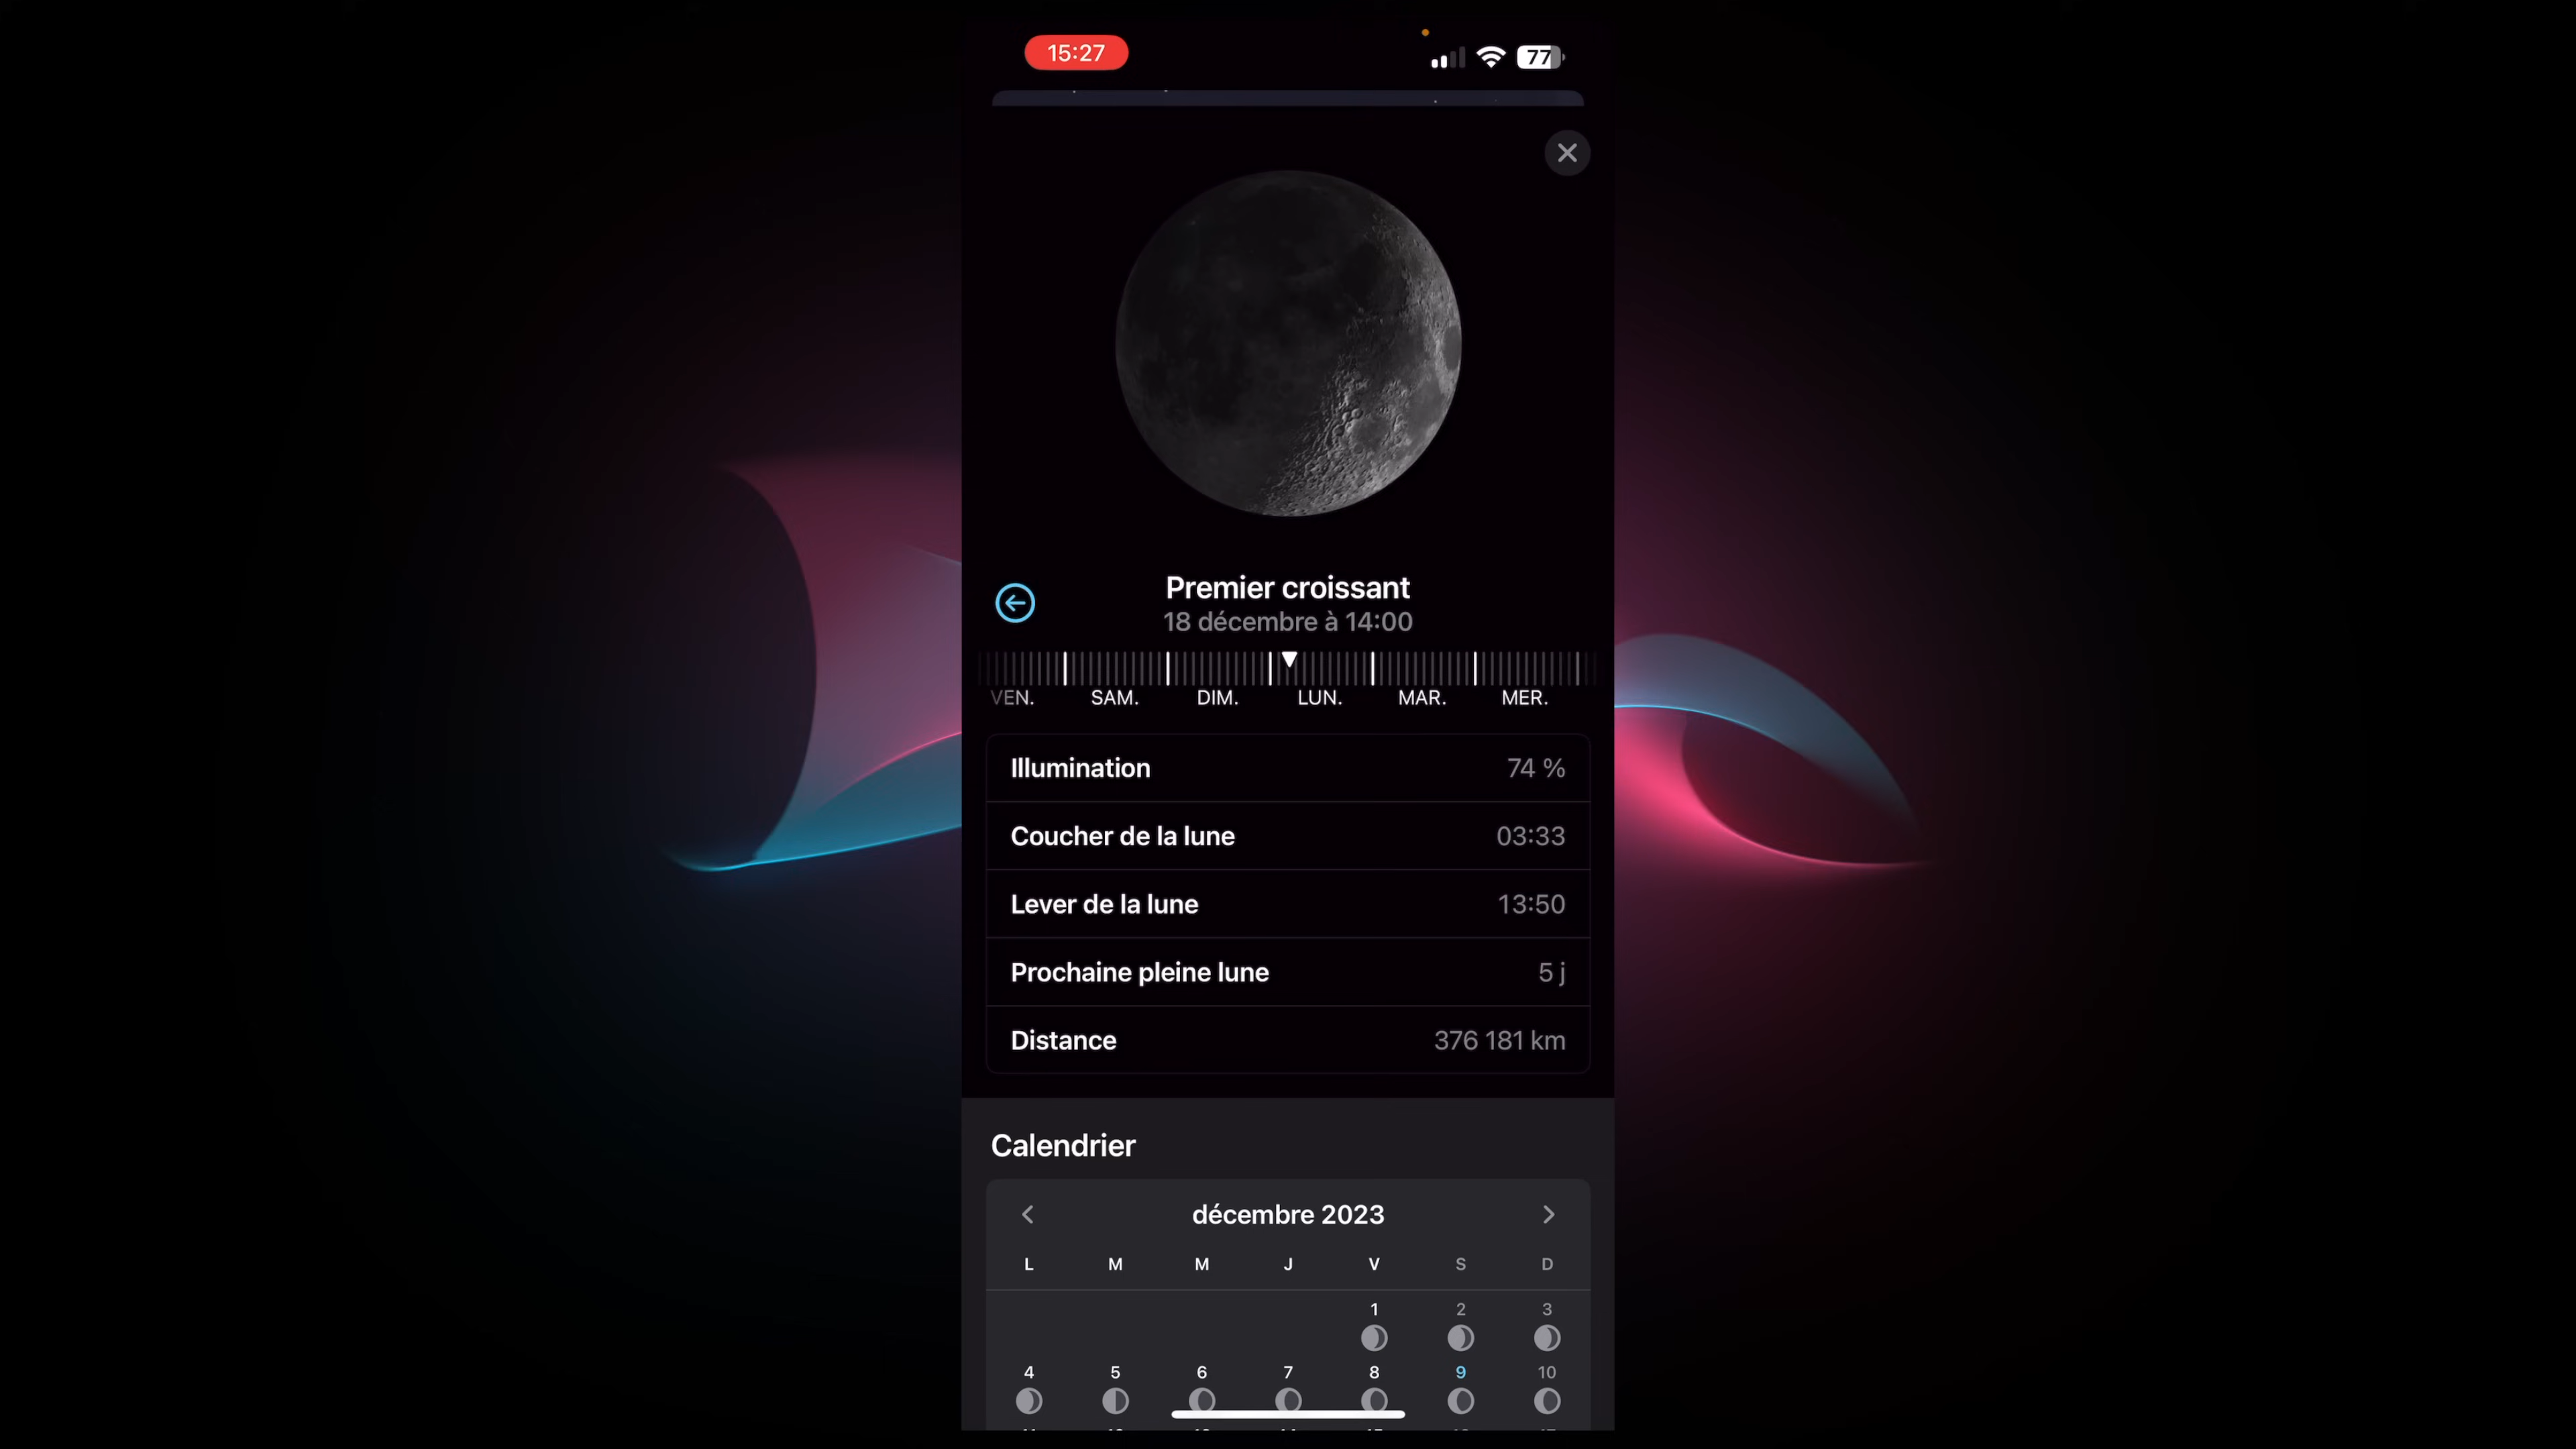 15:27
77
Premier croissant
18 décembre à 14:00
VEN. SAM. DIM. LUN. MAR. MER.
Illumination 74 %
Coucher de la lune 03:33
Lever de la lune 13:50
Prochaine pleine lune 5 j
Distance 376 181 km
Calendrier
décembre 2023
L M M J V S D
1 2 3
4 5 6 7 8 9 10